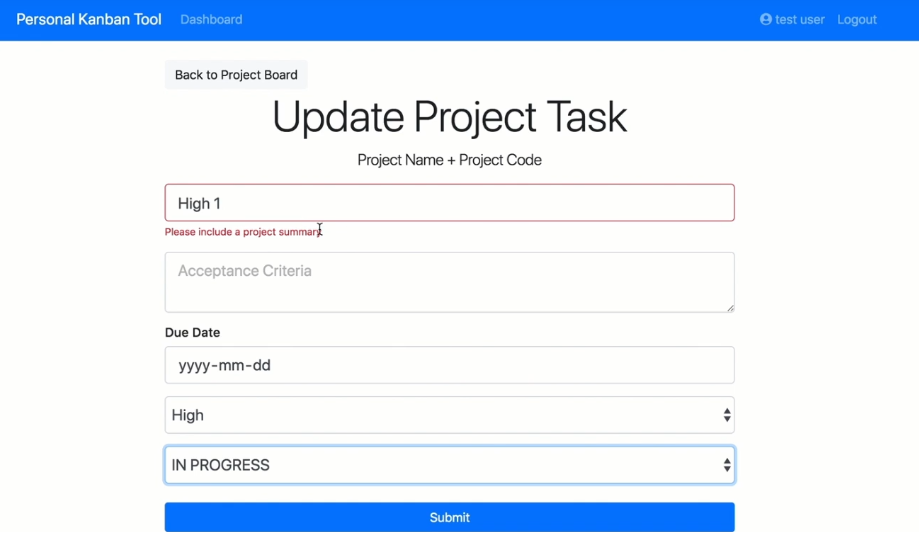 Personal Kanban Tool Dashboard test user Logout
Back to Project Board
Update Project Task
Project Name + Project Code
High 1
Please include a project summary
Acceptance Criteria
Due Date
yyyy-mm-dd
High
IN PROGRESS
Submit